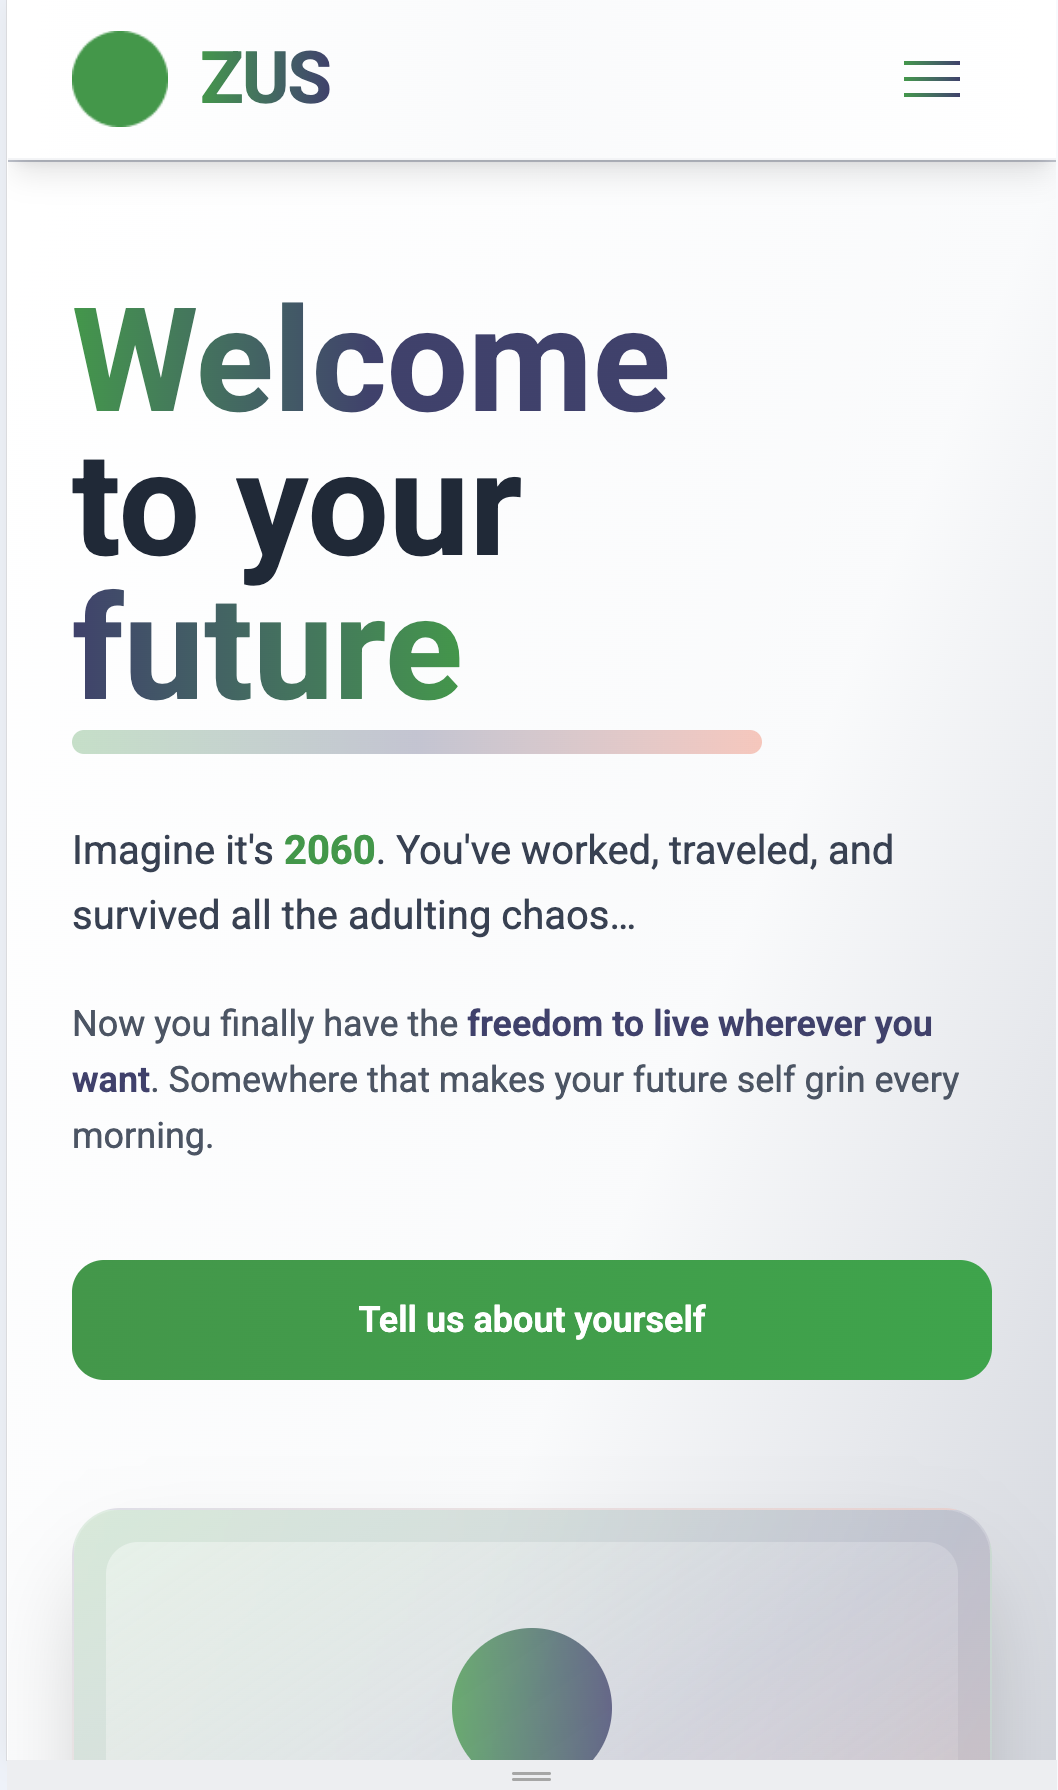 ZUS
Welcome
to your
future
Imagine it's 2060. You've worked, traveled, and
survived all the adulting chaos...
Now you finally have the freedom to live wherever you
want. Somewhere that makes your future self grin every
morning.
Tell us about yourself